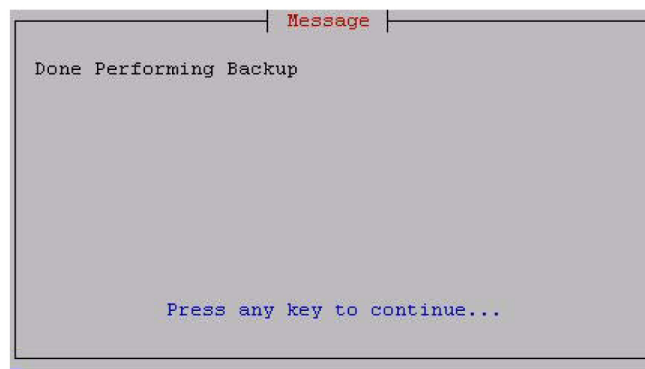 Message
Done Performing Backup
Press any key to continue...